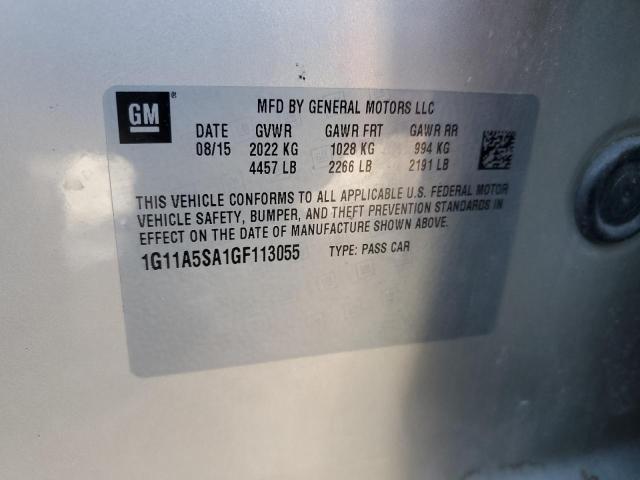 GM®
MFD BY GENERAL MOTORS LLC
DATE GVWR GAWR FRT GAWR RR
08/15 2022 KG 1028 KG 994 KG
4457 LB 2266 LB 2191 LB
THIS VEHICLE CONFORMS TO ALL APPLICABLE U.S. FEDERAL MOTOR
VEHICLE SAFETY, BUMPER, AND THEFT PREVENTION STANDARDS IN
EFFECT ON THE DATE OF MANUFACTURE SHOWN ABOVE.
1G11A5SA1GF113055 TYPE: PASS CAR